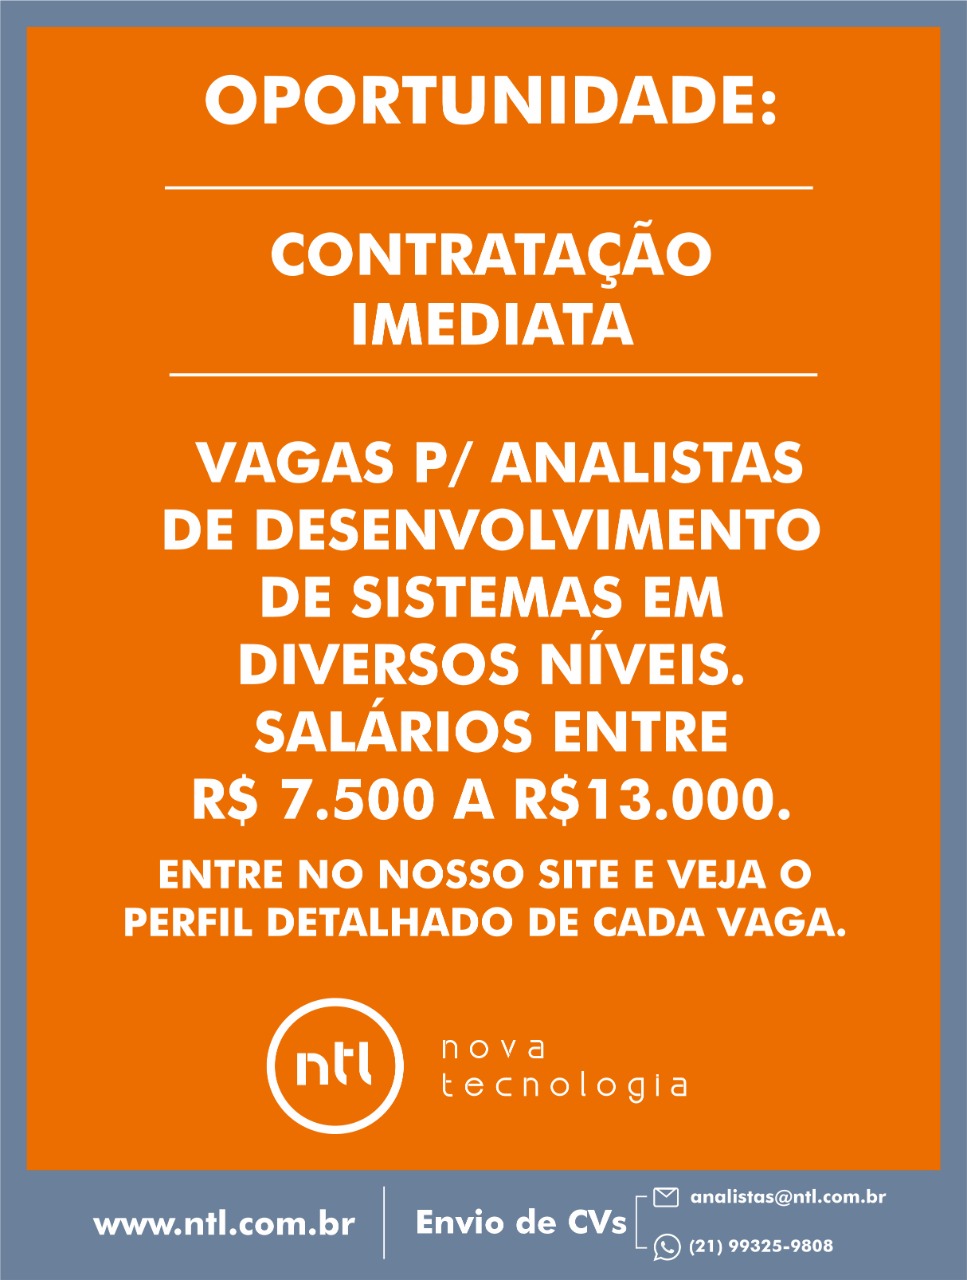 OPORTUNIDADE:
CONTRATAÇÃO
IMEDIATA
VAGAS P/ ANALISTAS
DE DESENVOLVIMENTO
DE SISTEMAS EM
DIVERSOS NÍVEIS.
SALÁRIOS ENTRE
R$ 7.500 A R$13.000.
ENTRE NO NOSSO SITE E VEJA O
PERFIL DETALHADO DE CADA VAGA.
ntl
nova
tecnologia
www.ntl.com.br
Envio de CVs
analistas@ntl.com.br
(21) 99325-9808